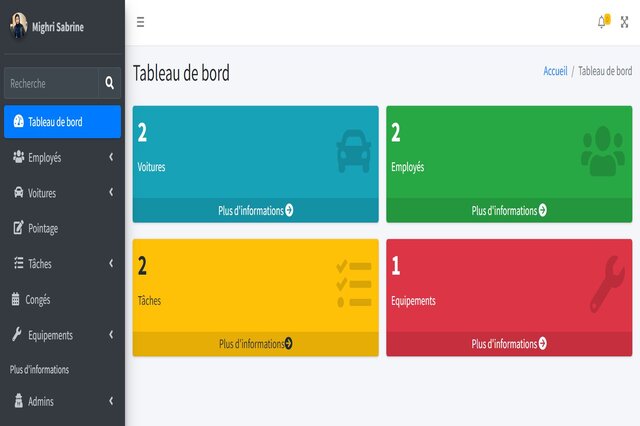 Mighri Sabrine
Recherche
Tableau de bord
Employés
Voitures
Pointage
Tâches
Congés
Equipements
Plus d'informations
Admins
Tableau de bord
Accueil / Tableau de bord
2
Voitures
Plus d'informations
2
Employés
Plus d'informations
2
Tâches
Plus d'informations
1
Equipements
Plus d'informations